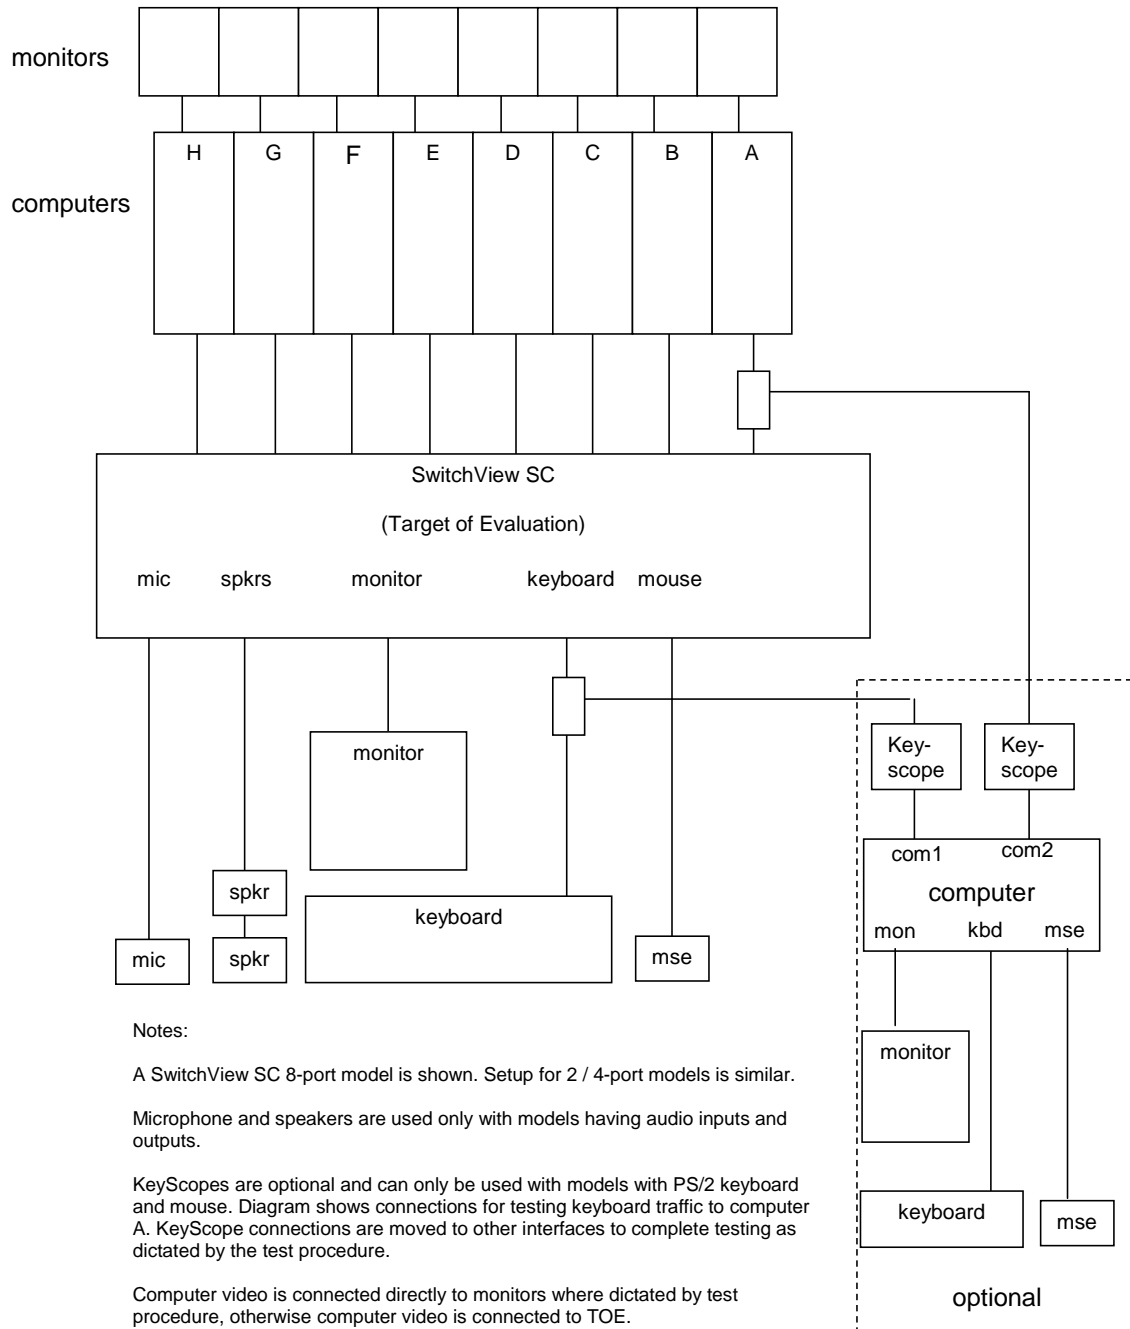 monitors
H G F E D C B A
computers
SwitchView SC
(Target of Evaluation)
mic spkrs monitor keyboard mouse
monitor
Key-
scope
Key-
scope
com1 com2
computer
mon kbd mse
spkr
keyboard
mic
spkr
mse
monitor
keyboard
mse
optional
Notes:
A SwitchView SC 8-port model is shown. Setup for 2 / 4-port models is similar.
Microphone and speakers are used only with models having audio inputs and
outputs.
KeyScopes are optional and can only be used with models with PS/2 keyboard
and mouse. Diagram shows connections for testing keyboard traffic to computer
A. KeyScope connections are moved to other interfaces to complete testing as
dictated by the test procedure.
Computer video is connected directly to monitors where dictated by test
procedure, otherwise computer video is connected to TOE.